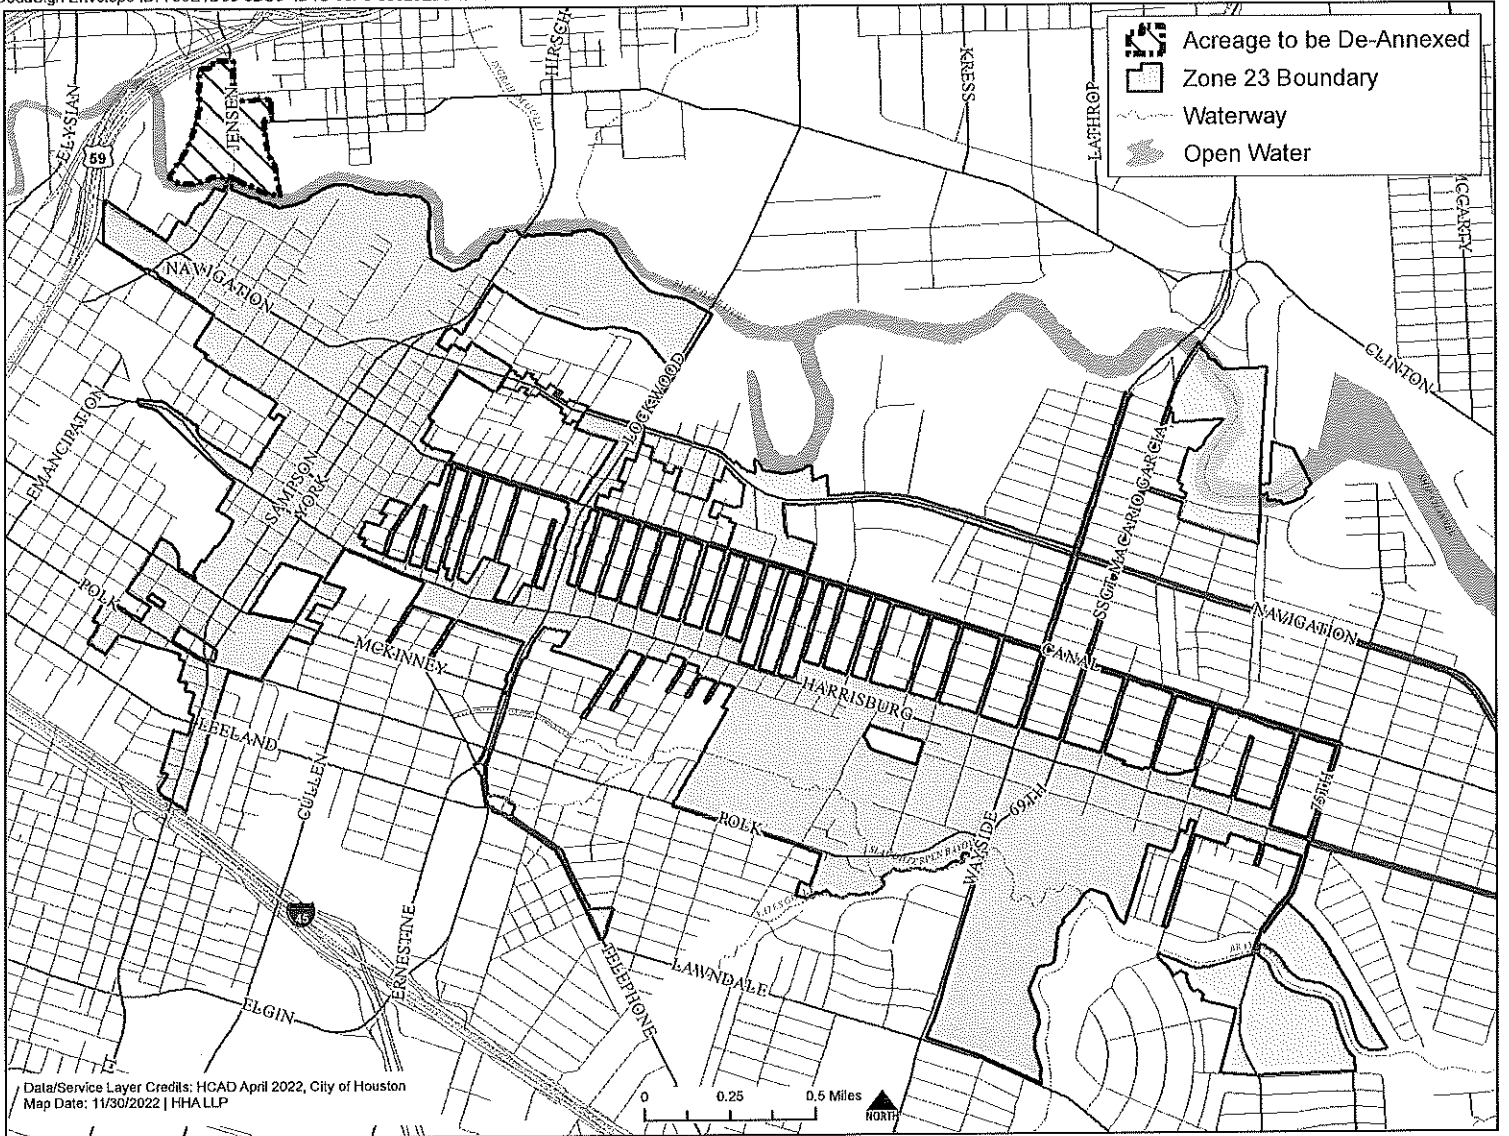 Acreage to be De-Annexed
Zone 23 Boundary
Waterway
Open Water
ELYSIAN
59
JENSEN
HIRSCH
KRESS
LATHROP
MCCARTY
NAVIGATION
CLINTON
LOCKWOOD
EMANCIPATION
SAMPSON
YORK
SSGT MACARIO GARCIA
POLK
NAVIGATION
MCKINNEY
CANAL
HARRISBURG
LEELAND
CULLEN
75TH
69TH
POLK
WAYSIDE
SLAUGHTERPEN BAYOU
45
ERNESTINE
TELEPHONE
LAWNDALE
ELGIN
Data/Service Layer Credits: HCAD April 2022, City of Houston
Map Date: 11/30/2022 | HHA LLP
0 0.25 0.5 Miles
NORTH